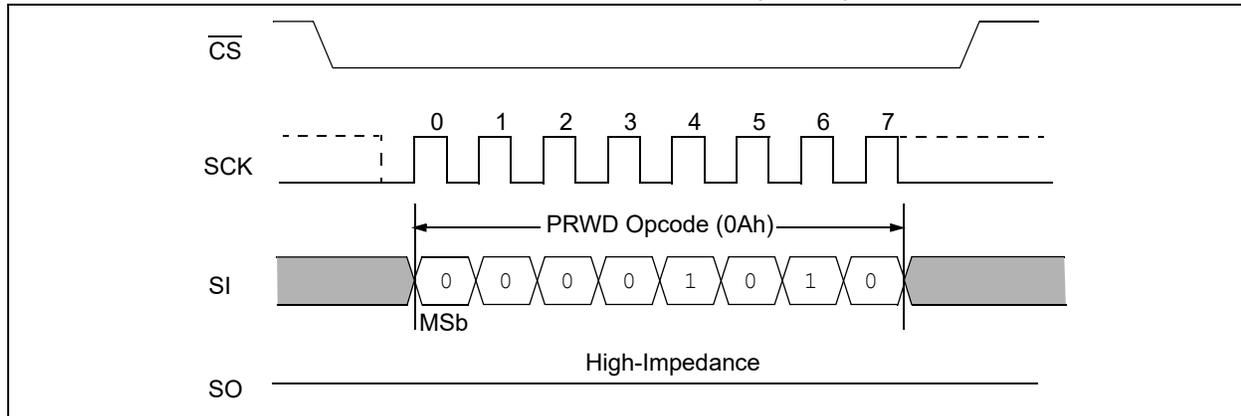 CS
0 1 2 3 4 5 6 7
SCK
PRWD Opcode (0Ah)
SI 0 0 0 0 1 0 1 0
MSb
High-Impedance
SO